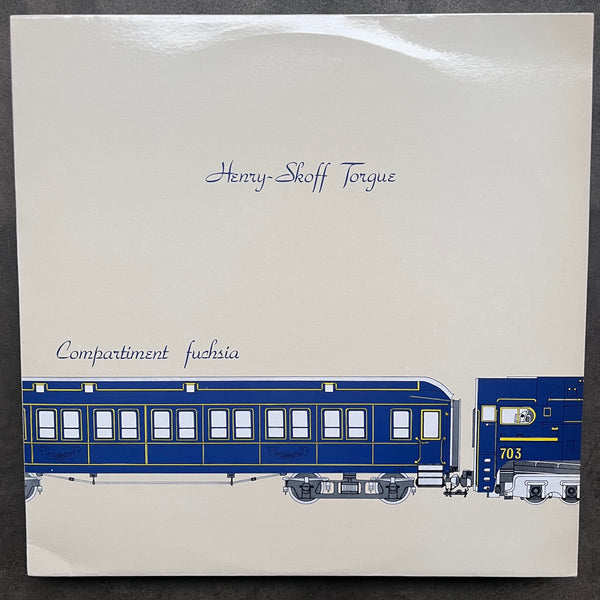 Henry-Skoff Torgue
Compartiment fuchsia
703